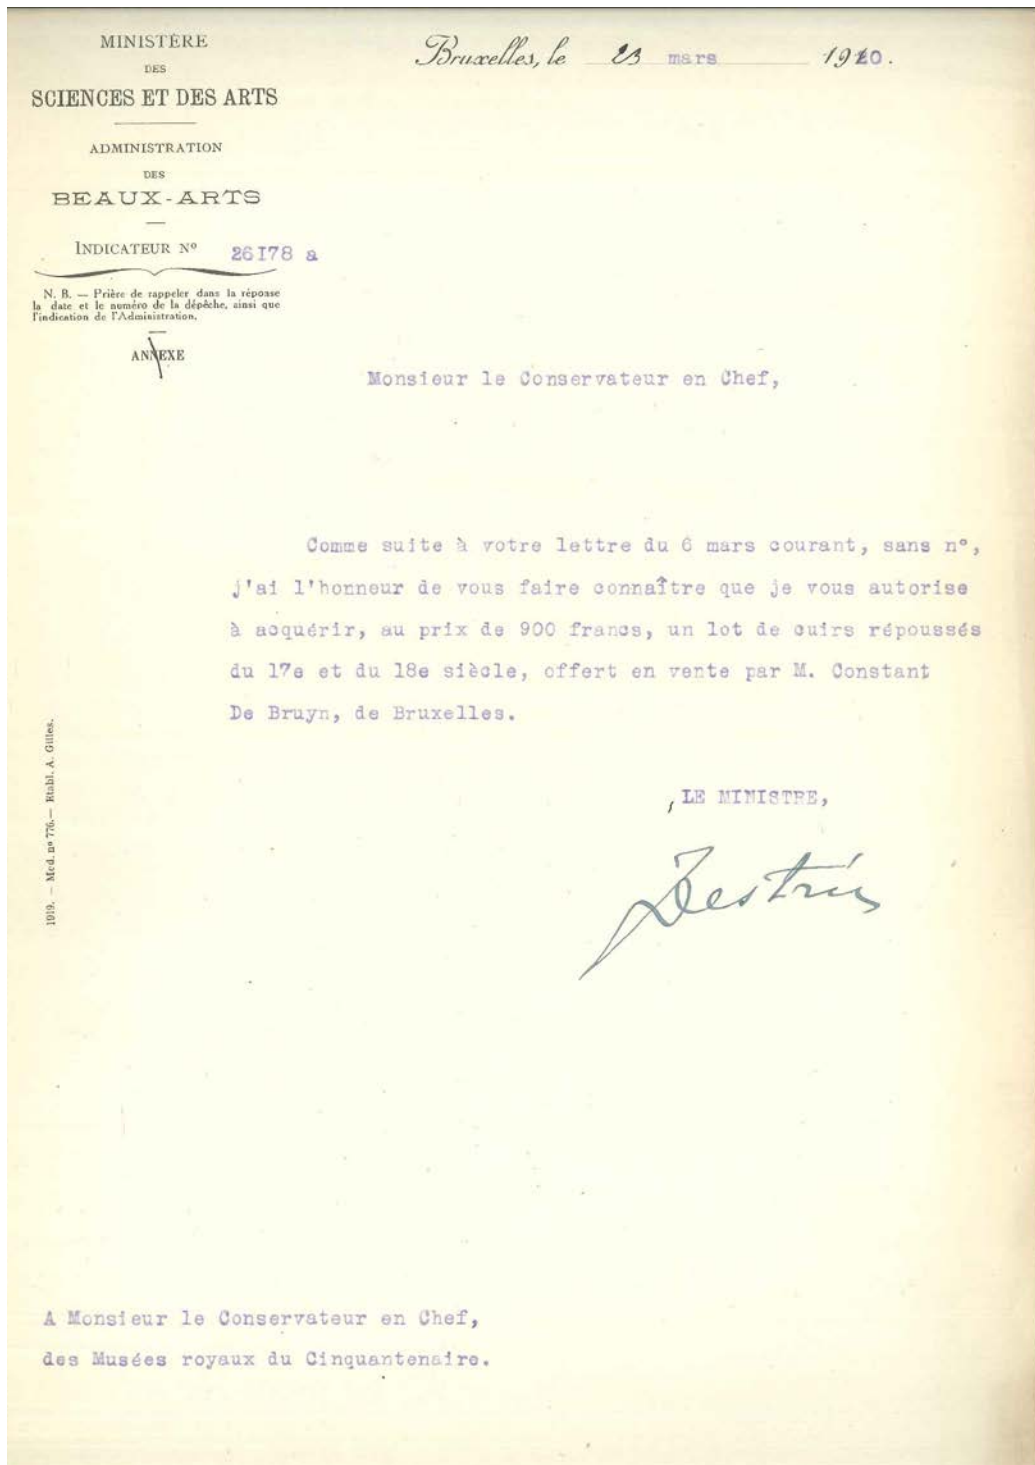 MINISTÈRE
DES
SCIENCES ET DES ARTS
ADMINISTRATION
DES
BEAUX-ARTS
INDICATEUR Nº 26178 a
N. B. — Prière de rappeler dans la réponse
la date et le numéro de la dépêche, ainsi que
l'indication de l'Administration.
ANNEXE
Bruxelles, le 23 mars 1920.
Monsieur le Conservateur en Chef,
Comme suite à votre lettre du 6 mars courant, sans n°,
j'ai l'honneur de vous faire connaître que je vous autorise
à acquérir, au prix de 900 francs, un lot de cuirs répoussés
du 17e et du 18e siècle, offert en vente par M. Constant
De Bruyn, de Bruxelles.
LE MINISTRE,
Destrée
1919. — Mod. nº 776. — Etabl. A. Gilles.
A Monsieur le Conservateur en Chef,
des Musées royaux du Cinquantenaire.